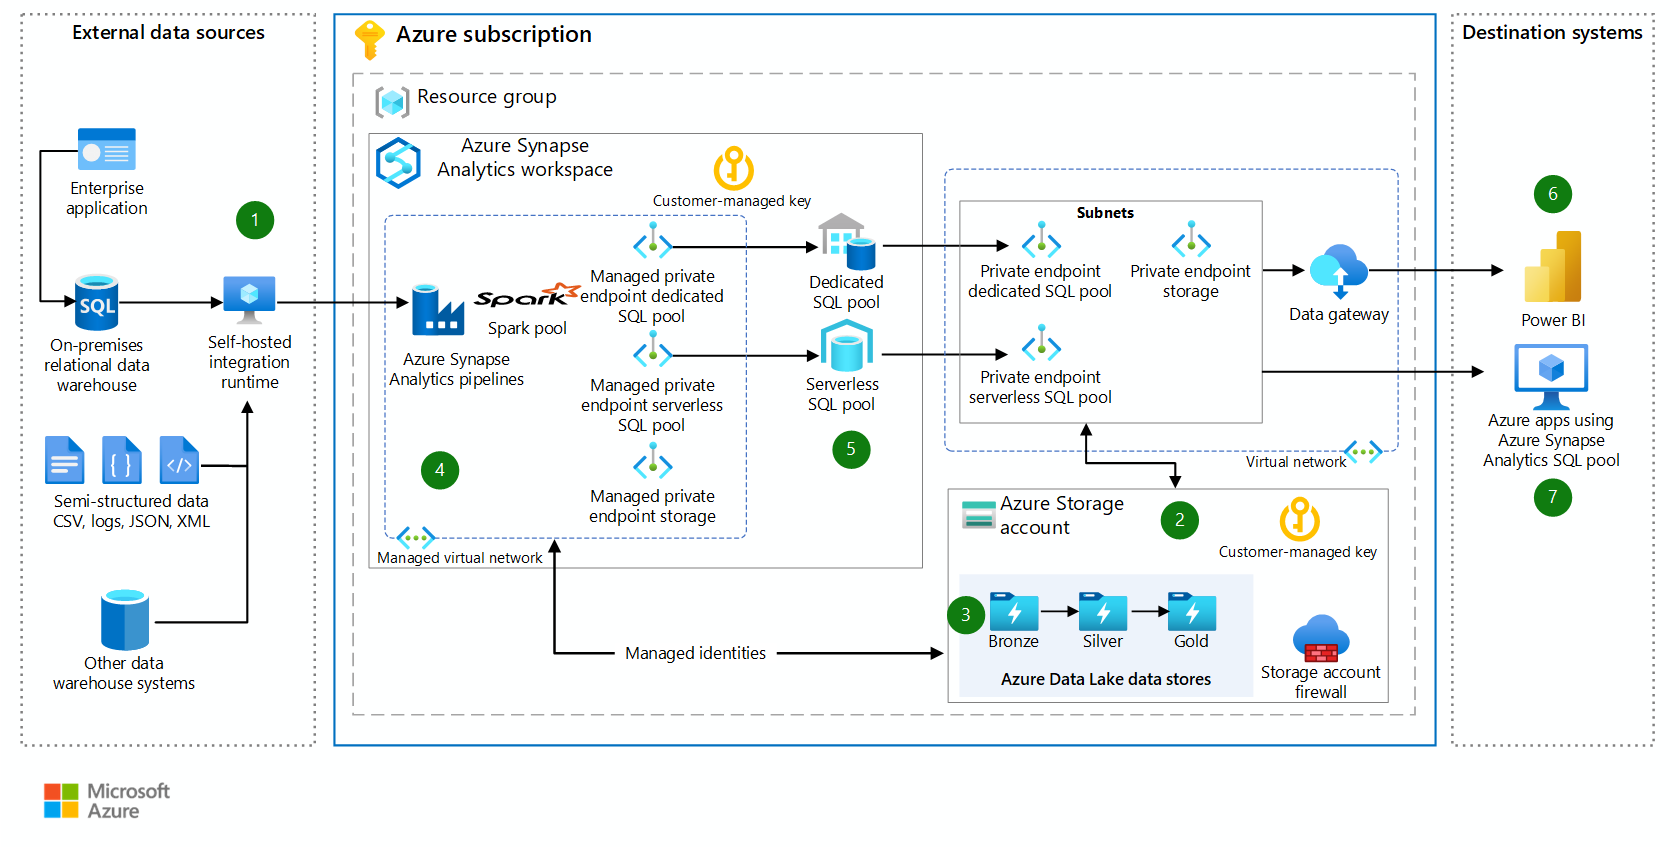 External data sources
Enterprise
application
1
SQL
On-premises
relational data
warehouse
Self-hosted
integration
runtime
{ }
</>
Semi-structured data
CSV, logs, JSON, XML
Other data
warehouse systems
Azure subscription
Resource group
Azure Synapse
Analytics workspace
Customer-managed key
Spark
Spark pool
Azure Synapse
Analytics pipelines
4
Managed private
endpoint dedicated
SQL pool
Managed private
endpoint serverless
SQL pool
Managed private
endpoint storage
Managed virtual network
Dedicated
SQL pool
Serverless
SQL pool
5
Subnets
Private endpoint
dedicated SQL pool
Private endpoint
storage
Private endpoint
serverless SQL pool
Data gateway
Virtual network
Azure Storage
account
2
Customer-managed key
3
Bronze
Silver
Gold
Azure Data Lake data stores
Storage account
firewall
Managed identities
Destination systems
6
Power BI
Azure apps using
Azure Synapse
Analytics SQL pool
7
Microsoft
Azure